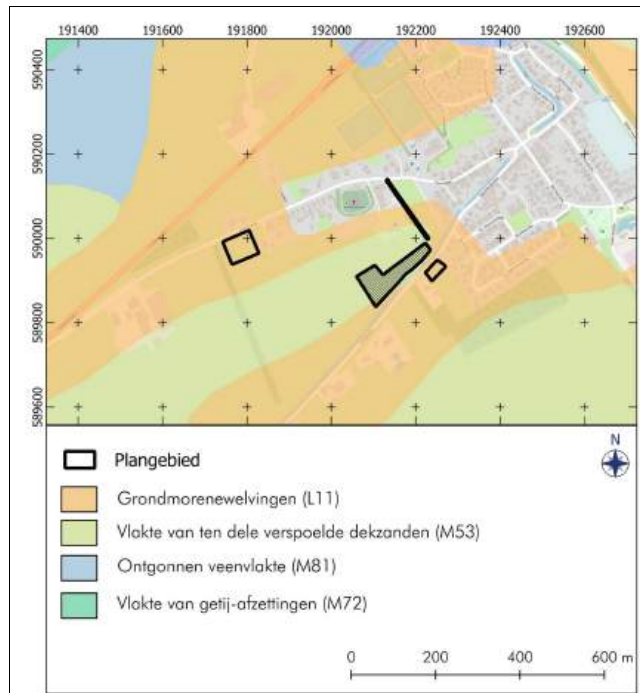 191400 191600 191800 192000 192200 192400 192600
590400
590200
590000
589800
589600
N
Plangebied
Grondmorenewelvingen (L11)
Vlakte van ten dele verspoelde dekzanden (M53)
Ontgonnen veenvlakte (M81)
Vlakte van getij-afzettingen (M72)
0 200 400 600 m